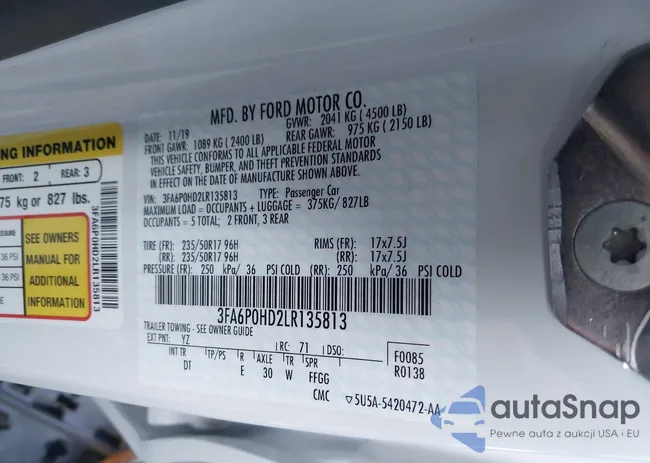 MFD. BY FORD MOTOR CO.
DATE: 11/19 GVWR: 2041 KG ( 4500 LB)
FRONT GAWR: 1089 KG ( 2400 LB) REAR GAWR: 975 KG ( 2150 LB)
THIS VEHICLE CONFORMS TO ALL APPLICABLE FEDERAL MOTOR
VEHICLE SAFETY, BUMPER, AND THEFT PREVENTION STANDARDS
IN EFFECT ON THE DATE OF MANUFACTURE SHOWN ABOVE.
VIN: 3FA6P0HD2LR135813 TYPE: Passenger Car
MAXIMUM LOAD = OCCUPANTS + LUGGAGE = 375KG/ 827LB
OCCUPANTS = 5 TOTAL; 2 FRONT, 3 REAR
TIRE (FR): 235/50R17 96H RIMS (FR): 17x7.5J
(RR): 235/50R17 96H (RR): 17x7.5J
PRESSURE (FR): 250 kPa/ 36 PSI COLD (RR): 250 kPa/ 36 PSI COLD
3FA6P0HD2LR135813
TRAILER TOWING - SEE OWNER GUIDE
EXT PNT: YZ RC: 71 DSO: F0085
R0138
INT TR TP/PS R AXLE TR SPR
DT E 30 W FFGG
CMC 5U5A-5420472-AA
NG INFORMATION
FRONT: 2 REAR: 3
75 kg or 827 lbs.
3FA6P0HD2LR135813
SSURE
36 PSI
36 PSI
NE
SEE OWNERS
MANUAL FOR
ADDITIONAL
INFORMATION
autaSnap
Pewne auta z aukcji USA i EU